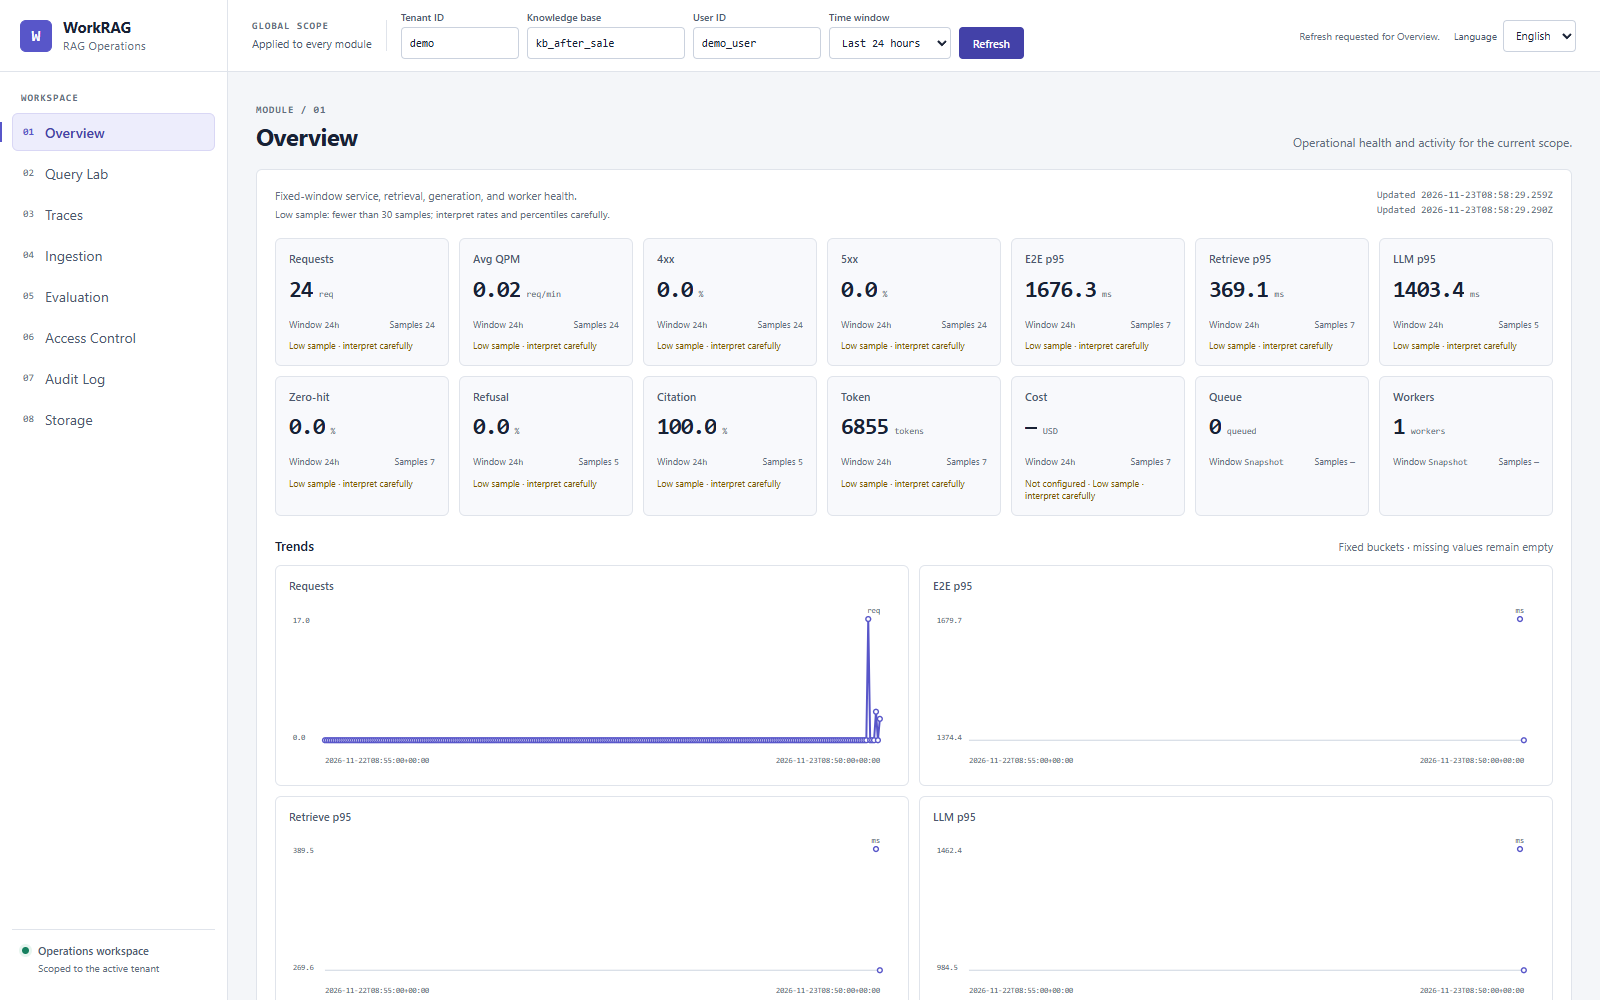 W
WorkRAG
RAG Operations
GLOBAL SCOPE
Applied to every module
Tenant ID
demo
Knowledge base
kb_after_sale
User ID
demo_user
Time window
Last 24 hours
Refresh
Refresh requested for Overview.
Language
English
WORKSPACE
01 Overview
02 Query Lab
03 Traces
04 Ingestion
05 Evaluation
06 Access Control
07 Audit Log
08 Storage
Operations workspace
Scoped to the active tenant
MODULE / 01
Overview
Operational health and activity for the current scope.
Fixed-window service, retrieval, generation, and worker health.
Low sample: fewer than 30 samples; interpret rates and percentiles carefully.
Updated 2026-11-23T08:58:29.259Z
Updated 2026-11-23T08:58:29.290Z
Requests
24 req
Window 24h Samples 24
Low sample · interpret carefully
Avg QPM
0.02 req/min
Window 24h Samples 24
Low sample · interpret carefully
4xx
0.0 %
Window 24h Samples 24
Low sample · interpret carefully
5xx
0.0 %
Window 24h Samples 24
Low sample · interpret carefully
E2E p95
1676.3 ms
Window 24h Samples 7
Low sample · interpret carefully
Retrieve p95
369.1 ms
Window 24h Samples 7
Low sample · interpret carefully
LLM p95
1403.4 ms
Window 24h Samples 5
Low sample · interpret carefully
Zero-hit
0.0 %
Window 24h Samples 7
Low sample · interpret carefully
Refusal
0.0 %
Window 24h Samples 5
Low sample · interpret carefully
Citation
100.0 %
Window 24h Samples 5
Low sample · interpret carefully
Token
6855 tokens
Window 24h Samples 7
Low sample · interpret carefully
Cost
— USD
Window 24h Samples 7
Not configured · Low sample ·
interpret carefully
Queue
0 queued
Window Snapshot Samples —
Workers
1 workers
Window Snapshot Samples —
Trends
Fixed buckets · missing values remain empty
Requests
req
17.0
0.0
2026-11-22T08:55:00+00:00 2026-11-23T08:50:00+00:00
E2E p95
ms
1679.7
1374.4
2026-11-22T08:55:00+00:00 2026-11-23T08:50:00+00:00
Retrieve p95
ms
389.5
269.6
2026-11-22T08:55:00+00:00 2026-11-23T08:50:00+00:00
LLM p95
ms
1462.4
984.5
2026-11-22T08:55:00+00:00 2026-11-23T08:50:00+00:00